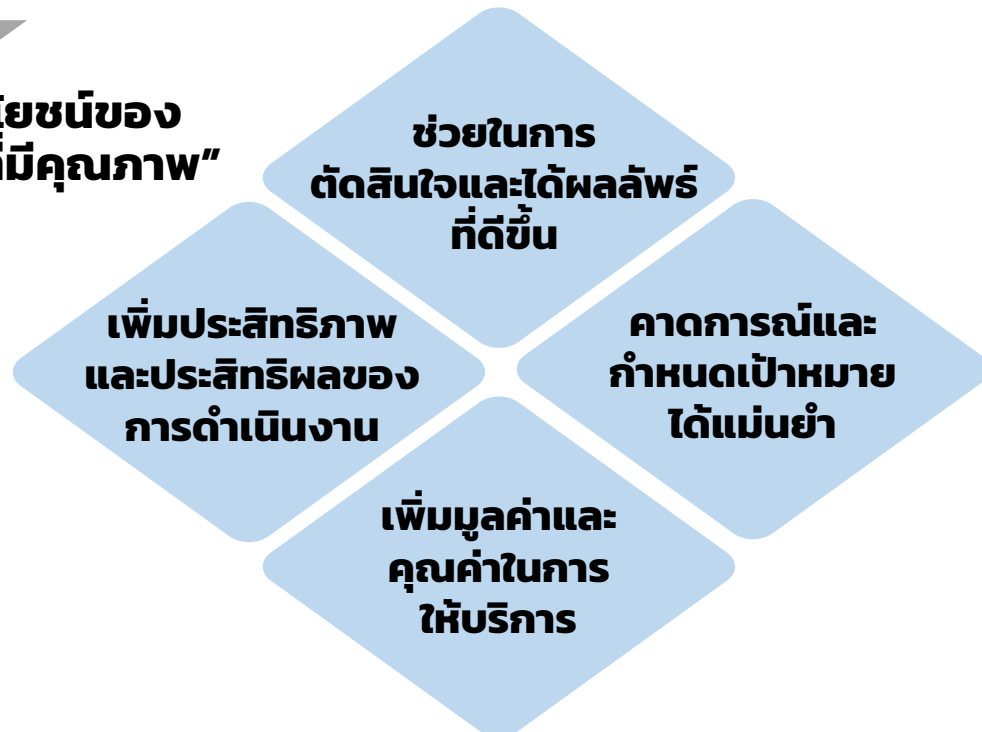 โยชน์ของ
มีคุณภาพ”
ช่วยในการ
ตัดสินใจและได้ผลลัพธ์
ที่ดีขึ้น
เพิ่มประสิทธิภาพ
และประสิทธิผลของ
การดำเนินงาน
คาดการณ์และ
กำหนดเป้าหมาย
ได้แม่นยำ
เพิ่มมูลค่าและ
คุณค่าในการ
ให้บริการ